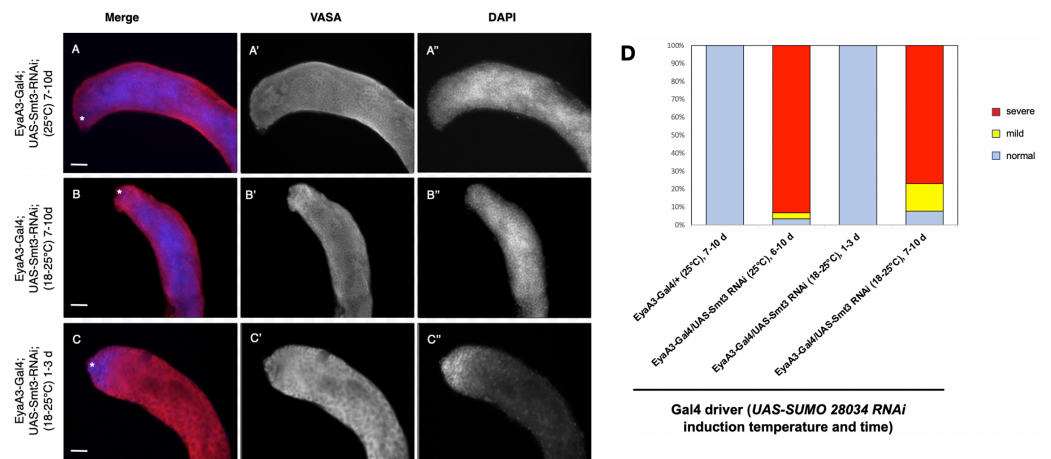 Merge VASA DAPI
EyaA3-Gal4;
UAS-Smt3-RNAi;
(25°C) 7-10d
A A' A''
*
EyaA3-Gal4;
UAS-Smt3-RNAi;
(18-25°C) 7-10d
B B' B''
*
EyaA3-Gal4;
UAS-Smt3-RNAi;
(18-25°C) 1-3 d
C C' C''
*
D
100%
90%
80%
70%
60%
50%
40%
30%
20%
10%
0%
severe
mild
normal
EyaA3-Gal4/+ (25°C), 7-10 d
EyaA3-Gal4/UAS-Smt3 RNAi (25°C), 6-10 d
EyaA3-Gal4/UAS-Smt3 RNAi (18-25°C), 1-3 d
EyaA3-Gal4/UAS-Smt3 RNAi (18-25°C), 7-10 d
Gal4 driver (UAS-SUMO 28034 RNAi
induction temperature and time)